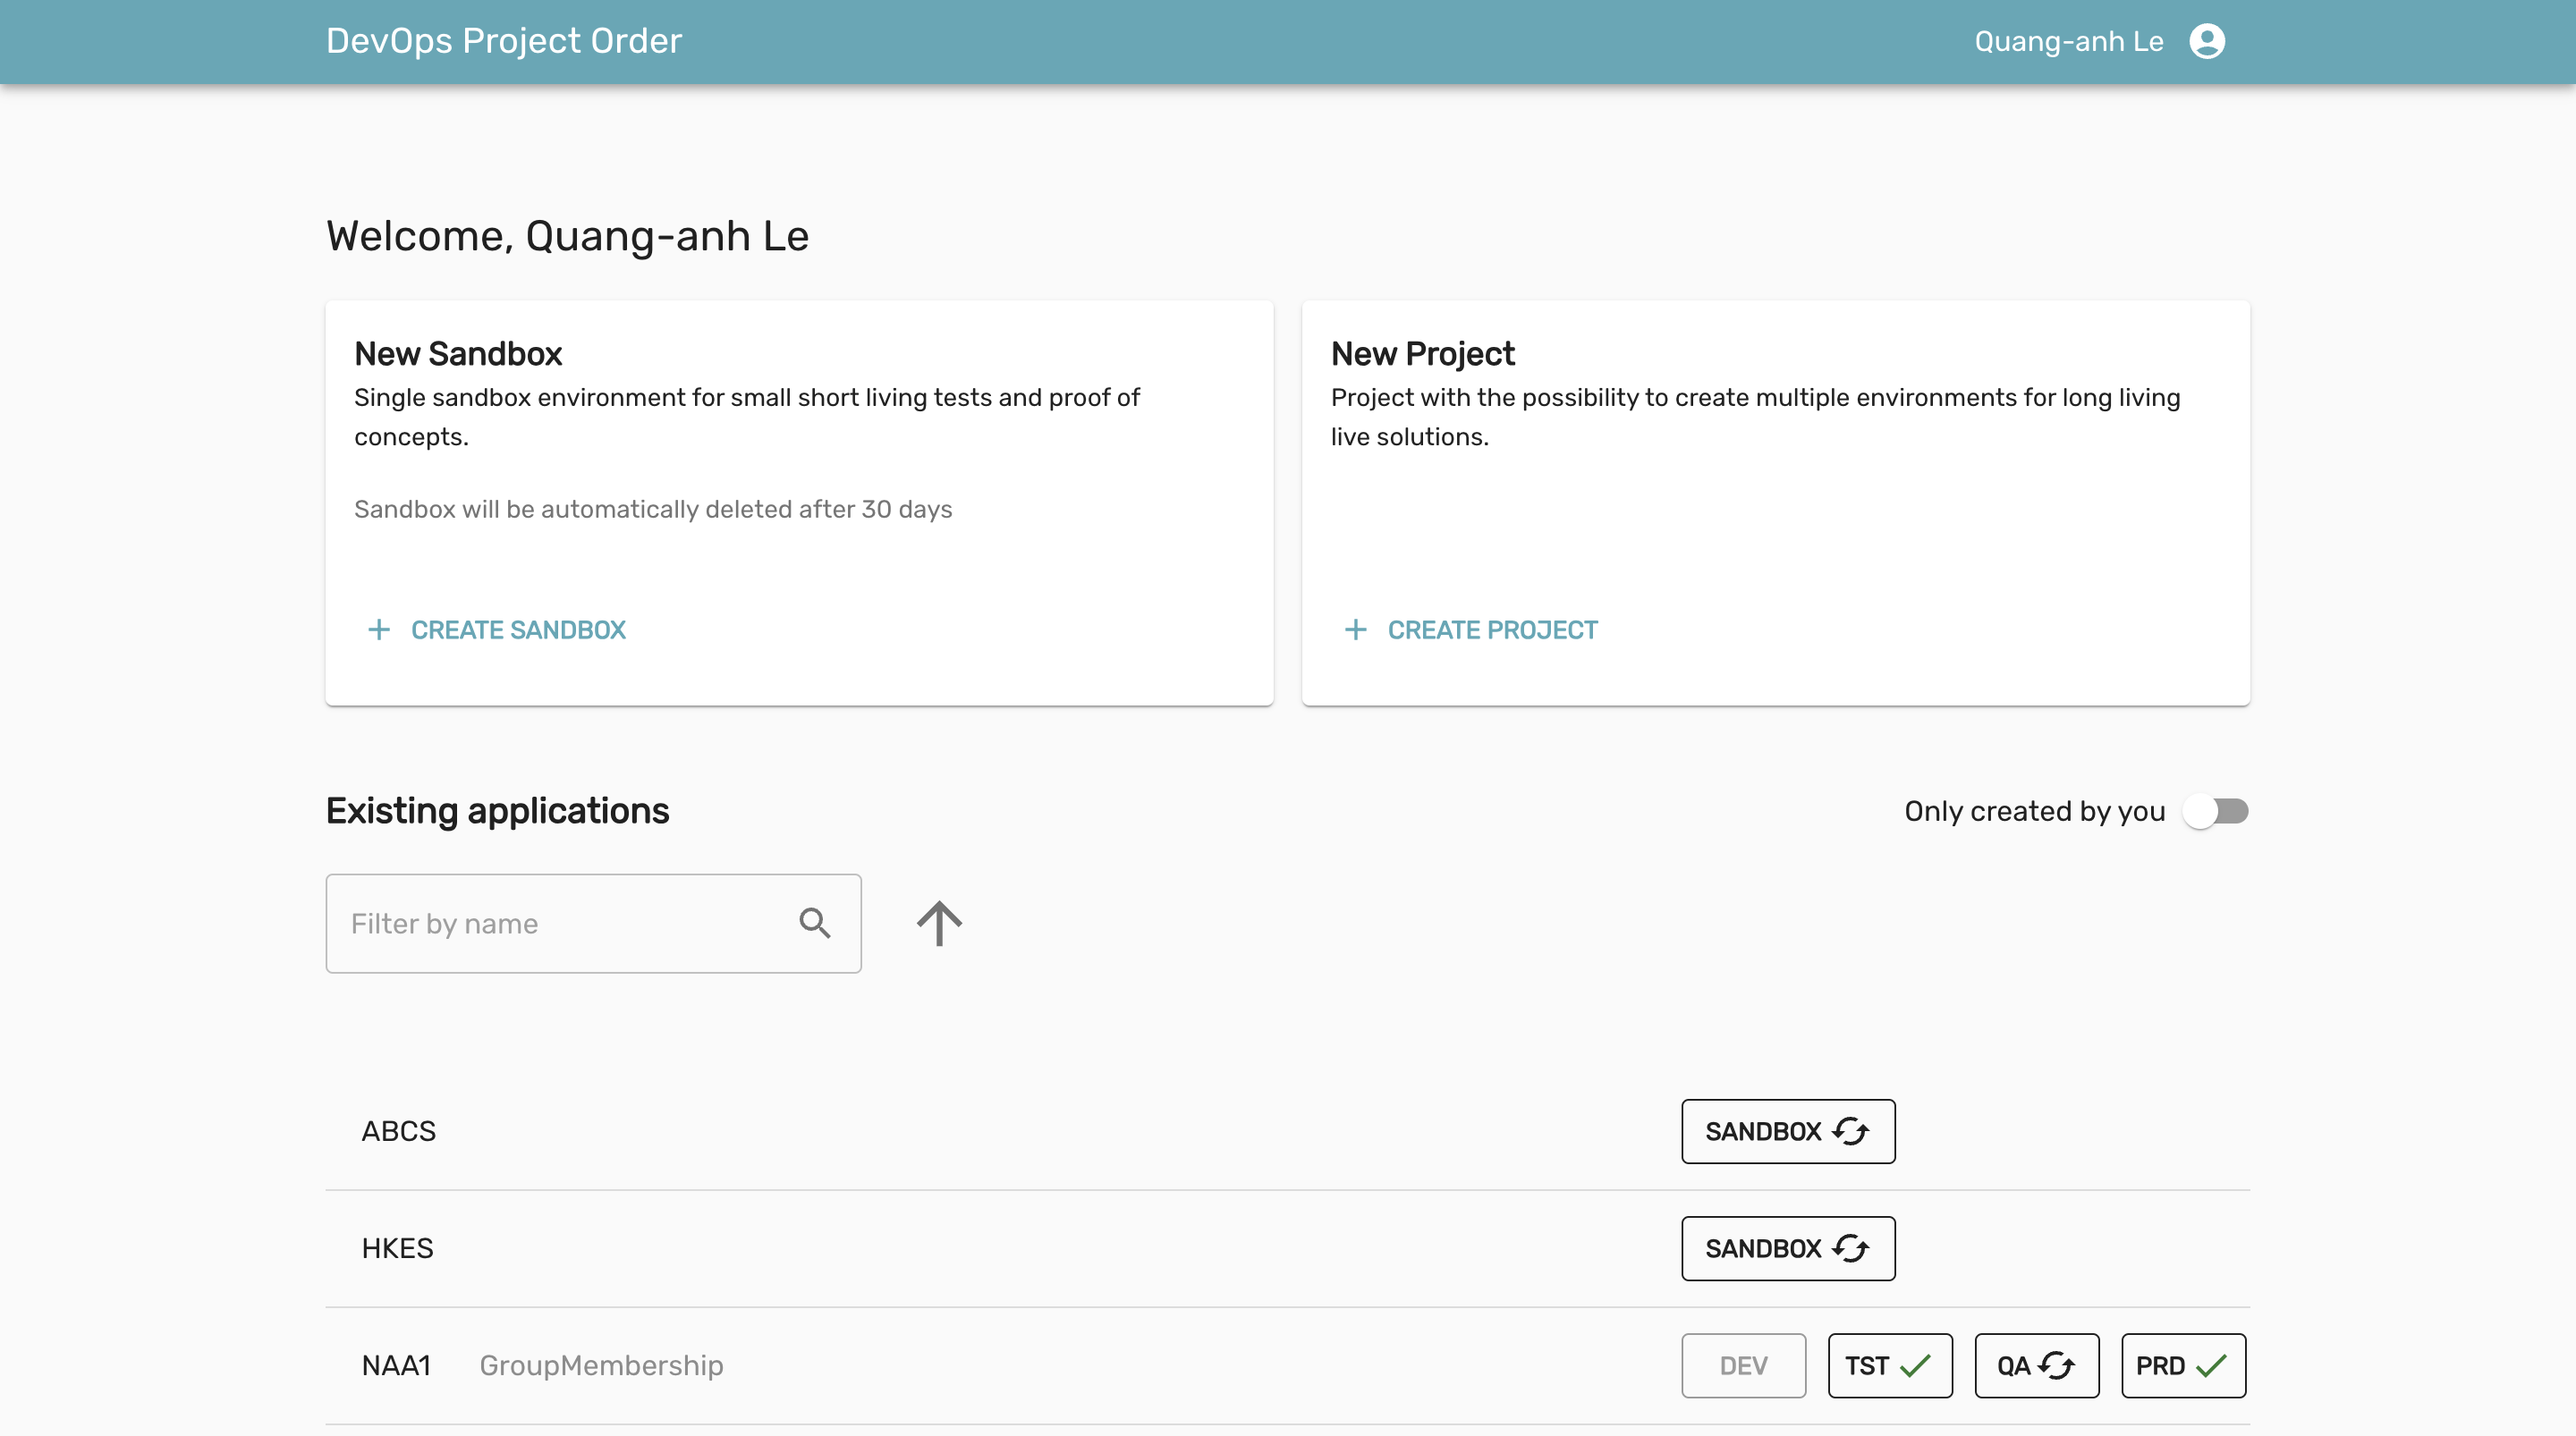 DevOps Project Order
Quang-anh Le
Welcome, Quang-anh Le
New Sandbox
Single sandbox environment for small short living tests and proof of
concepts.
Sandbox will be automatically deleted after 30 days
CREATE SANDBOX
New Project
Project with the possibility to create multiple environments for long living
live solutions.
CREATE PROJECT
Existing applications
Only created by you
Filter by name
ABCS
SANDBOX
HKES
SANDBOX
NAA1 GroupMembership
DEV TST QA PRD